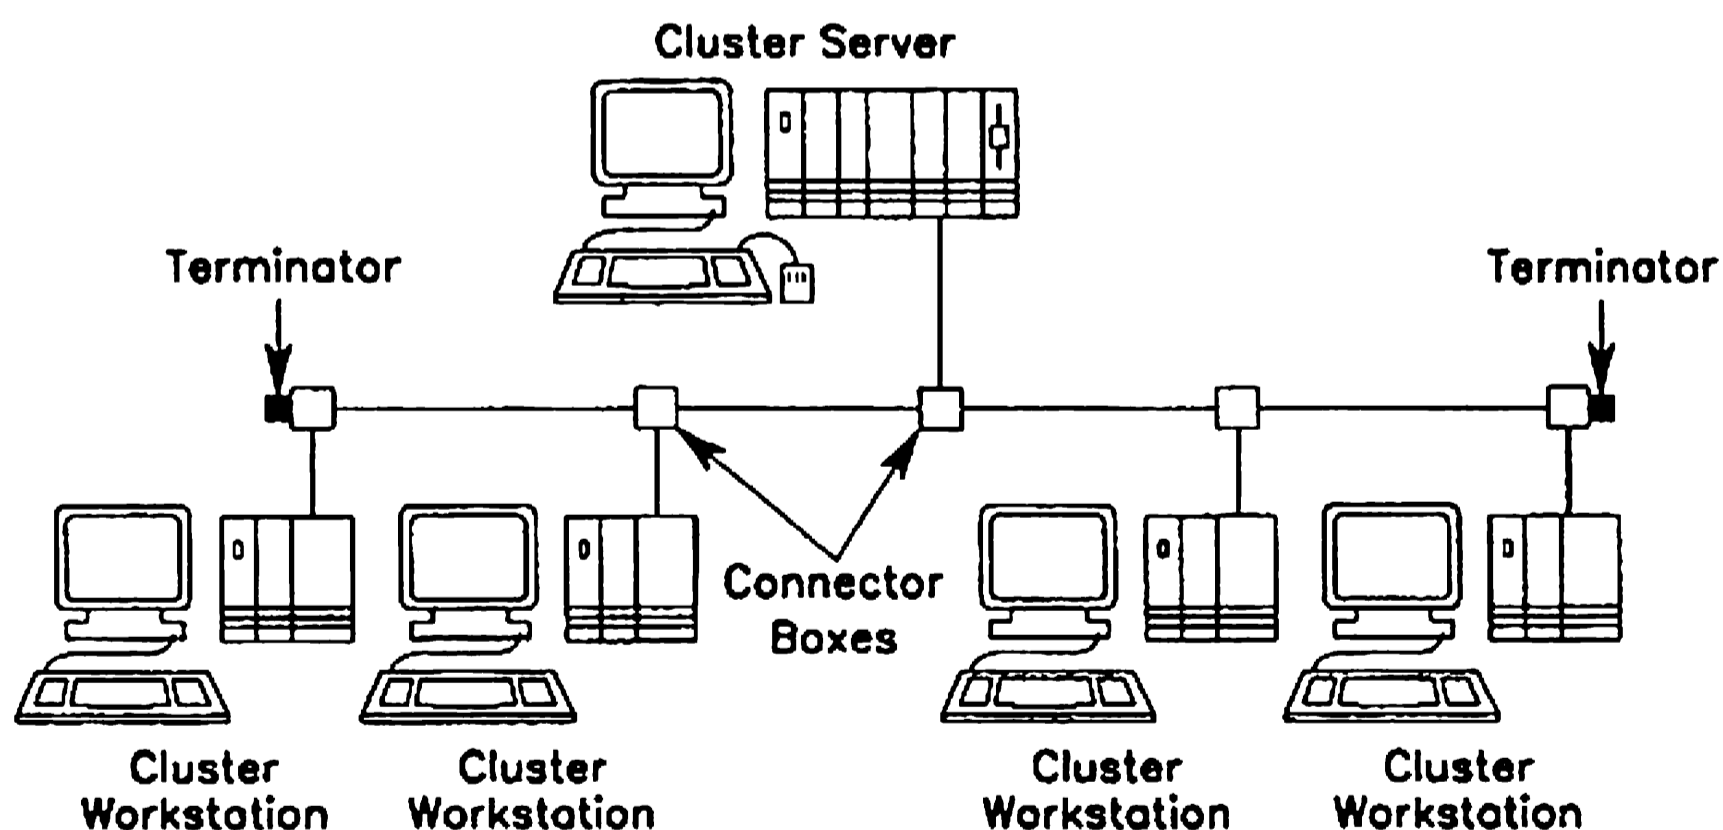 Cluster Server
Terminator
Terminator
Connector
Boxes
Cluster
Workstation
Cluster
Workstation
Cluster
Workstation
Cluster
Workstation